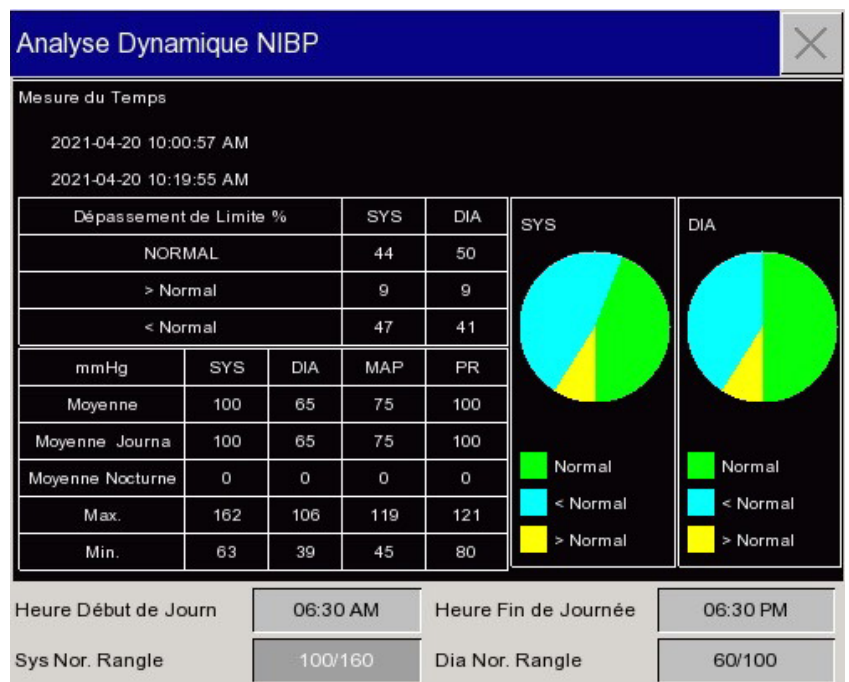 Analyse Dynamique NIBP
Mesure du Temps
2021-04-20 10:00:57 AM
2021-04-20 10:19:55 AM
Dépassement de Limite % SYS DIA
NORMAL 44 50
> Normal 9 9
< Normal 47 41
mmHg SYS DIA MAP PR
Moyenne 100 65 75 100
Moyenne Journa 100 65 75 100
Moyenne Nocturne 0 0 0 0
Max. 162 106 119 121
Min. 63 39 45 80
SYS
Normal
< Normal
> Normal
DIA
Normal
< Normal
> Normal
Heure Début de Journ 06:30 AM Heure Fin de Journée 06:30 PM
Sys Nor. Rangle 100/160 Dia Nor. Rangle 60/100